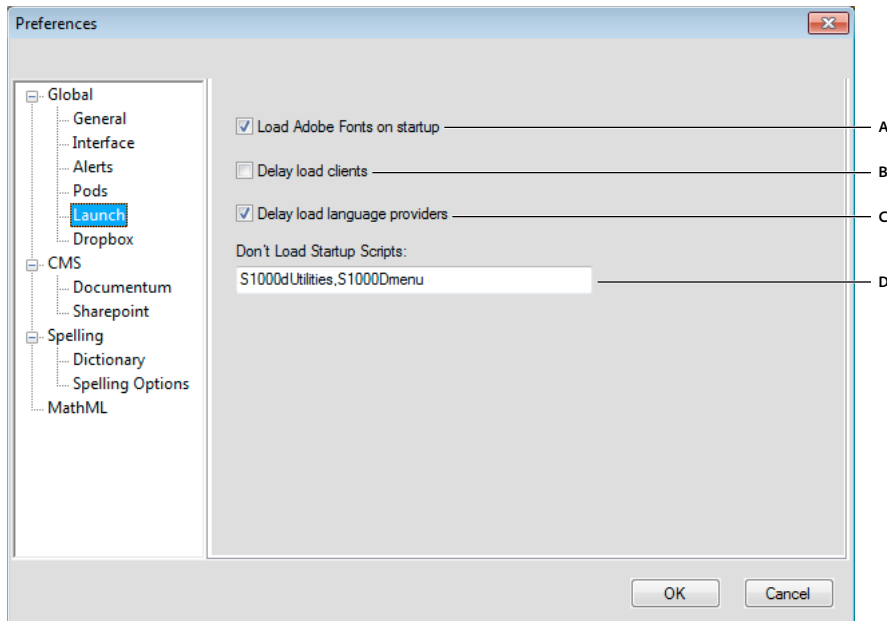 Preferences
Global
General
Interface
Alerts
Pods
Launch
Dropbox
CMS
Documentum
Sharepoint
Spelling
Dictionary
Spelling Options
MathML
Load Adobe Fonts on startup
A
Delay load clients
B
Delay load language providers
C
Don't Load Startup Scripts:
S1000dUtilities,S1000Dmenu
D
OK
Cancel